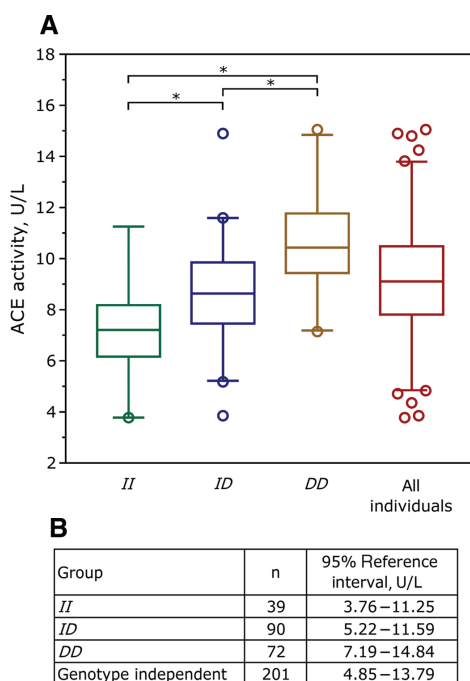 A
18
16
14
12
10
8
6
4
2
ACE activity, U/L
*
*
*
II
ID
DD
All
individuals
B
Group
n
95% Reference
interval, U/L
II
39
3.76–11.25
ID
90
5.22–11.59
DD
72
7.19–14.84
Genotype independent
201
4.85–13.79